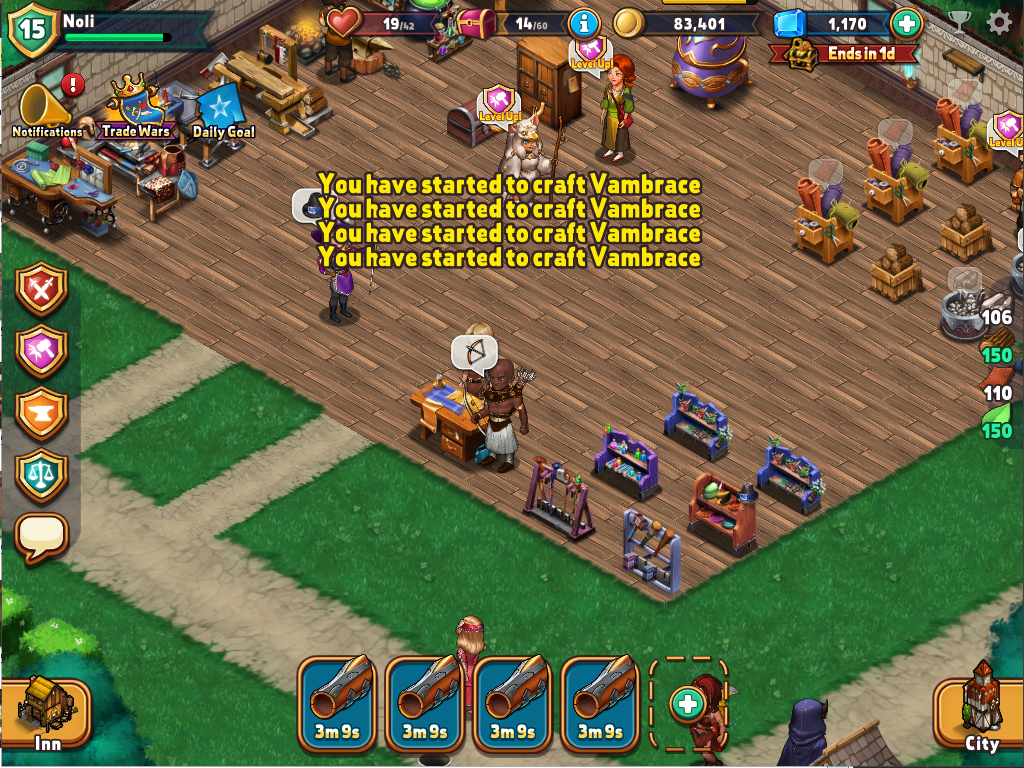 15
Noli
19/42
14/60
83,401
1,170
Ends in 1d
Level Up!
Level Up!
Notifications
Trade Wars
Daily Goal
You have started to craft Vambrace
You have started to craft Vambrace
You have started to craft Vambrace
You have started to craft Vambrace
106
150
110
150
3m 9s
3m 9s
3m 9s
3m 9s
Inn
City